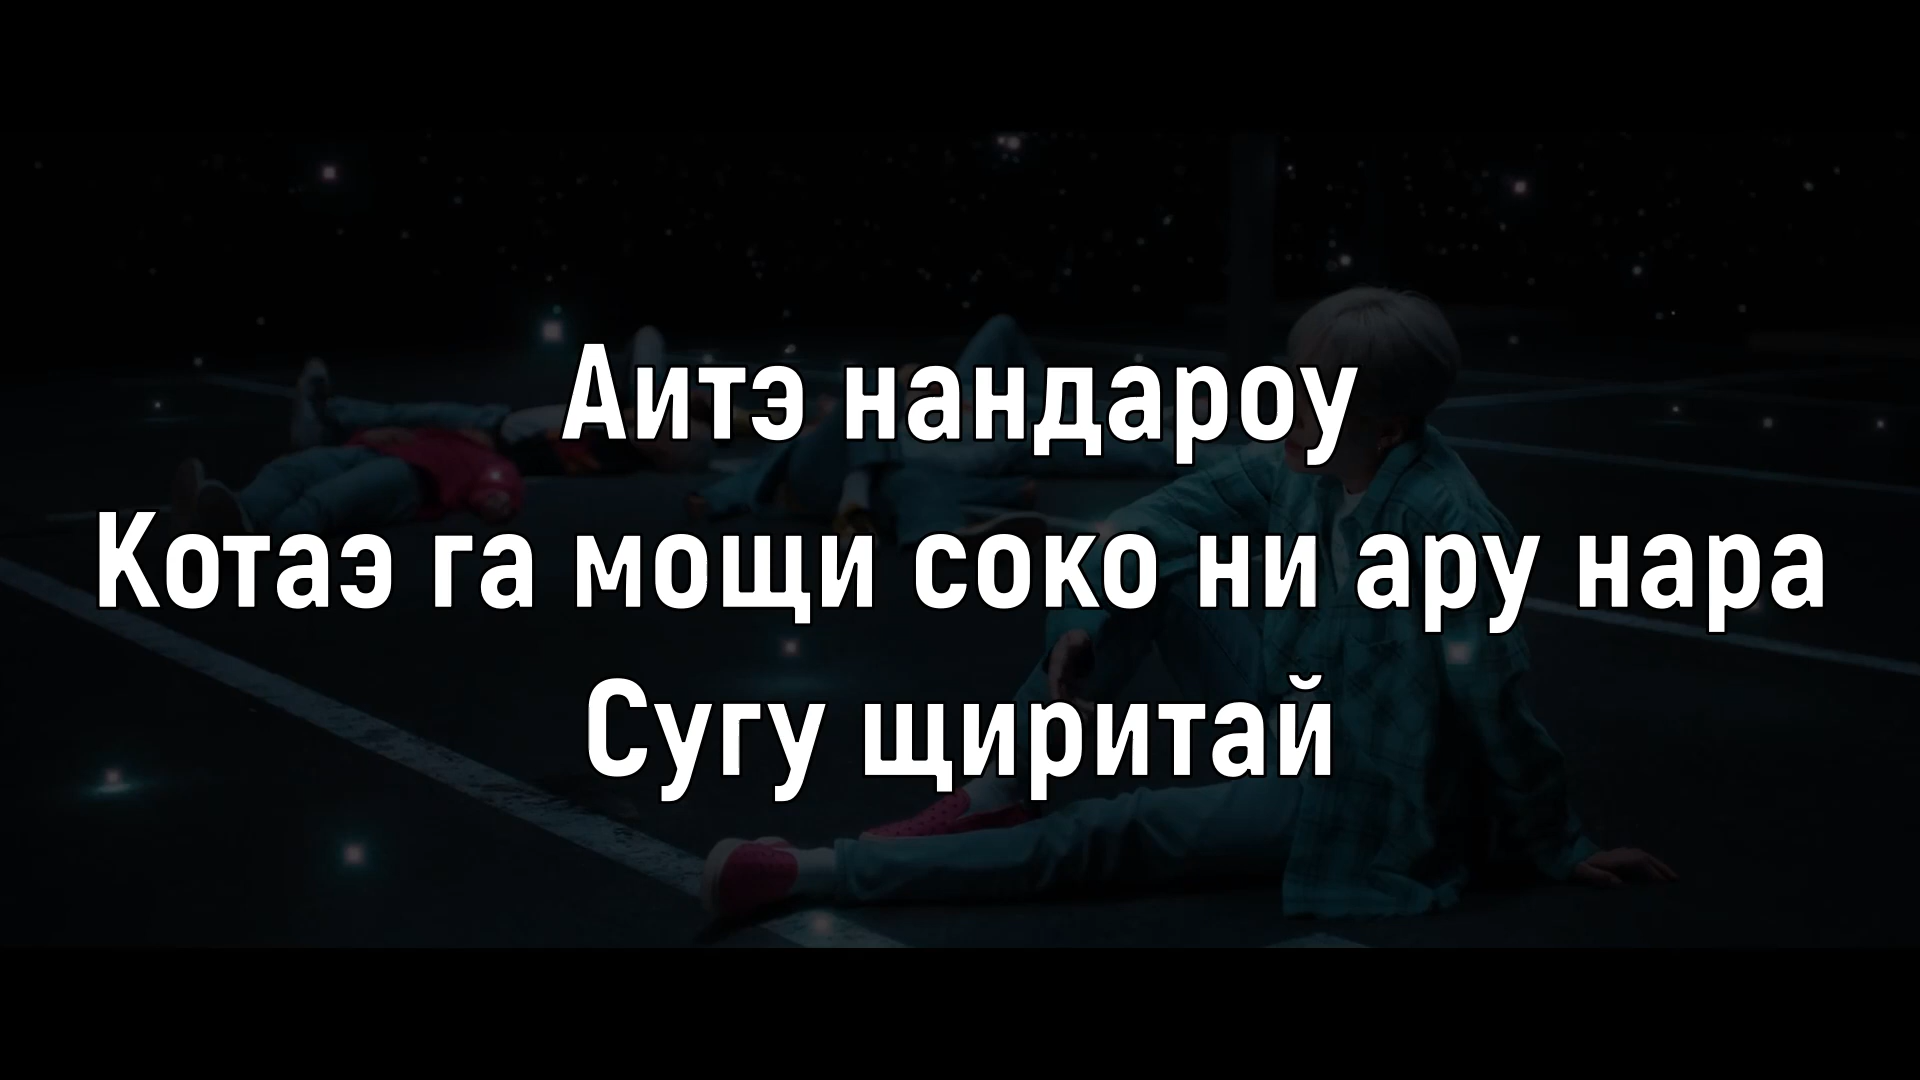 Аитэ нандароу
Котаэ га мощи соко ни ару нара
Сугу щиритай